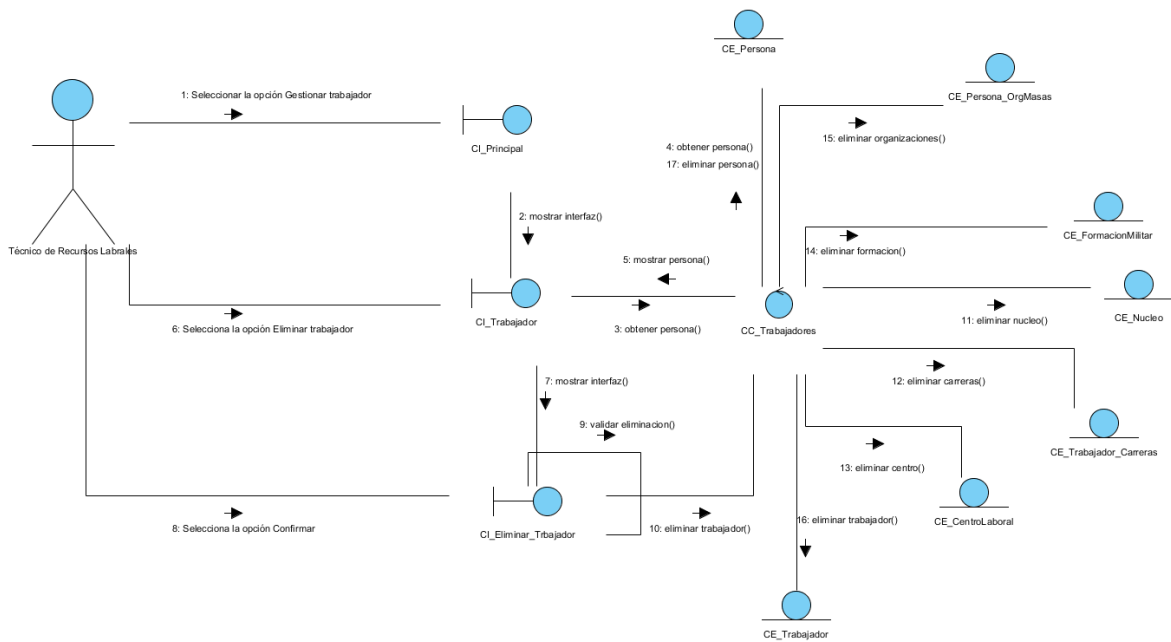 CE_Persona
CE_Persona_OrgMasas
1: Seleccionar la opción Gestionar trabajador
15: eliminar organizaciones()
4: obtener persona()
17: eliminar persona()
CI_Principal
2: mostrar interfaz()
CE_FormacionMilitar
Técnico de Recursos Labrales
14: eliminar formacion()
5: mostrar persona()
CI_Trabajador
3: obtener persona()
CC_Trabajadores
6: Selecciona la opción Eliminar trabajador
11: eliminar nucleo()
CE_Nucleo
7: mostrar interfaz()
12: eliminar carreras()
9: validar eliminacion()
CE_Trabajador_Carreras
13: eliminar centro()
8: Selecciona la opción Confirmar
CI_Eliminar_Trbajador
10: eliminar trabajador()
16: eliminar trabajador()
CE_CentroLaboral
CE_Trabajador